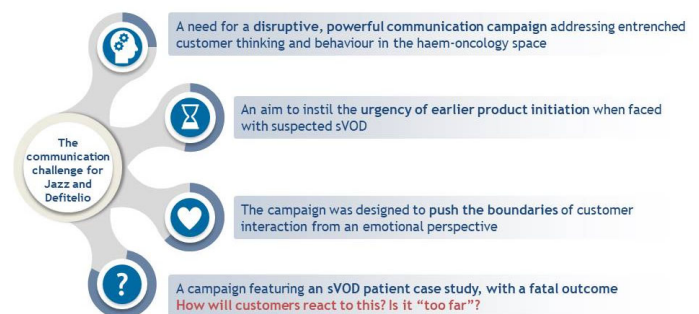 A need for a disruptive, powerful communication campaign addressing entrenched
customer thinking and behaviour in the haem-oncology space
An aim to instil the urgency of earlier product initiation when faced
with suspected sVOD
The
communication
challenge for
Jazz and
Defitelio
The campaign was designed to push the boundaries of customer
interaction from an emotional perspective
?
A campaign featuring an sVOD patient case study, with a fatal outcome
How will customers react to this? Is it “too far”?